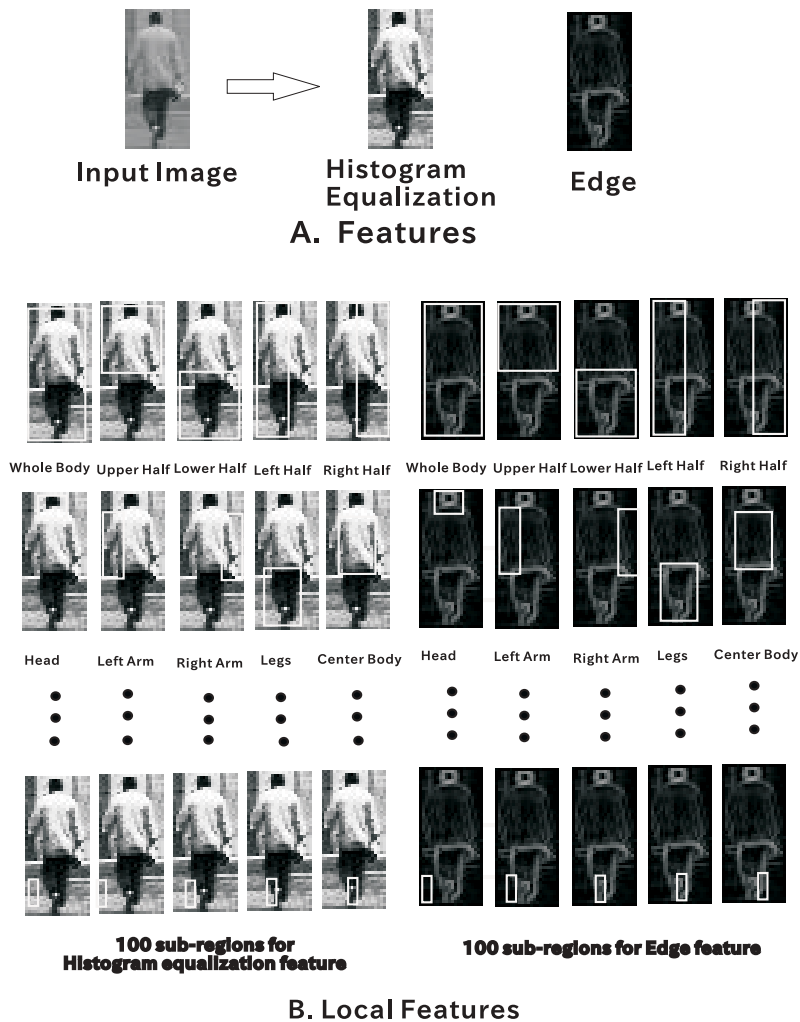 Input Image
Histogram
Equalization
Edge
A. Features
Whole Body Upper Half Lower Half Left Half Right Half
Whole Body Upper Half Lower Half Left Half Right Half
Head Left Arm Right Arm Legs Center Body
Head Left Arm Right Arm Legs Center Body
100 sub-regions for
Histogram equalization feature
100 sub-regions for Edge feature
B. Local Features